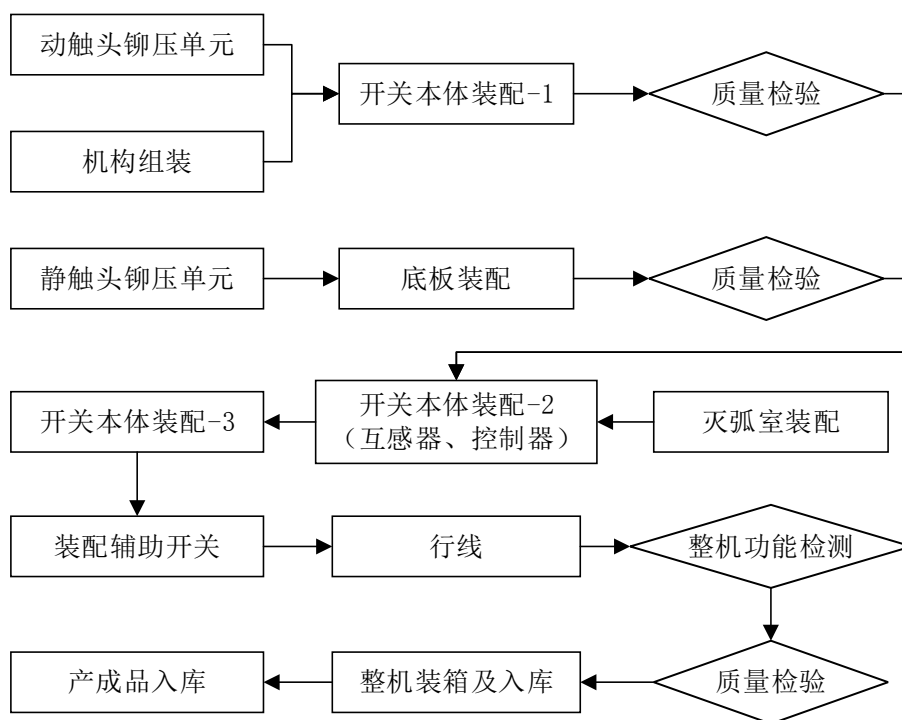 动触头铆压单元
开关本体装配-1
质量检验
机构组装
静触头铆压单元
底板装配
质量检验
开关本体装配-3
开关本体装配-2
（互感器、控制器）
灭弧室装配
装配辅助开关
行线
整机功能检测
产成品入库
整机装箱及入库
质量检验